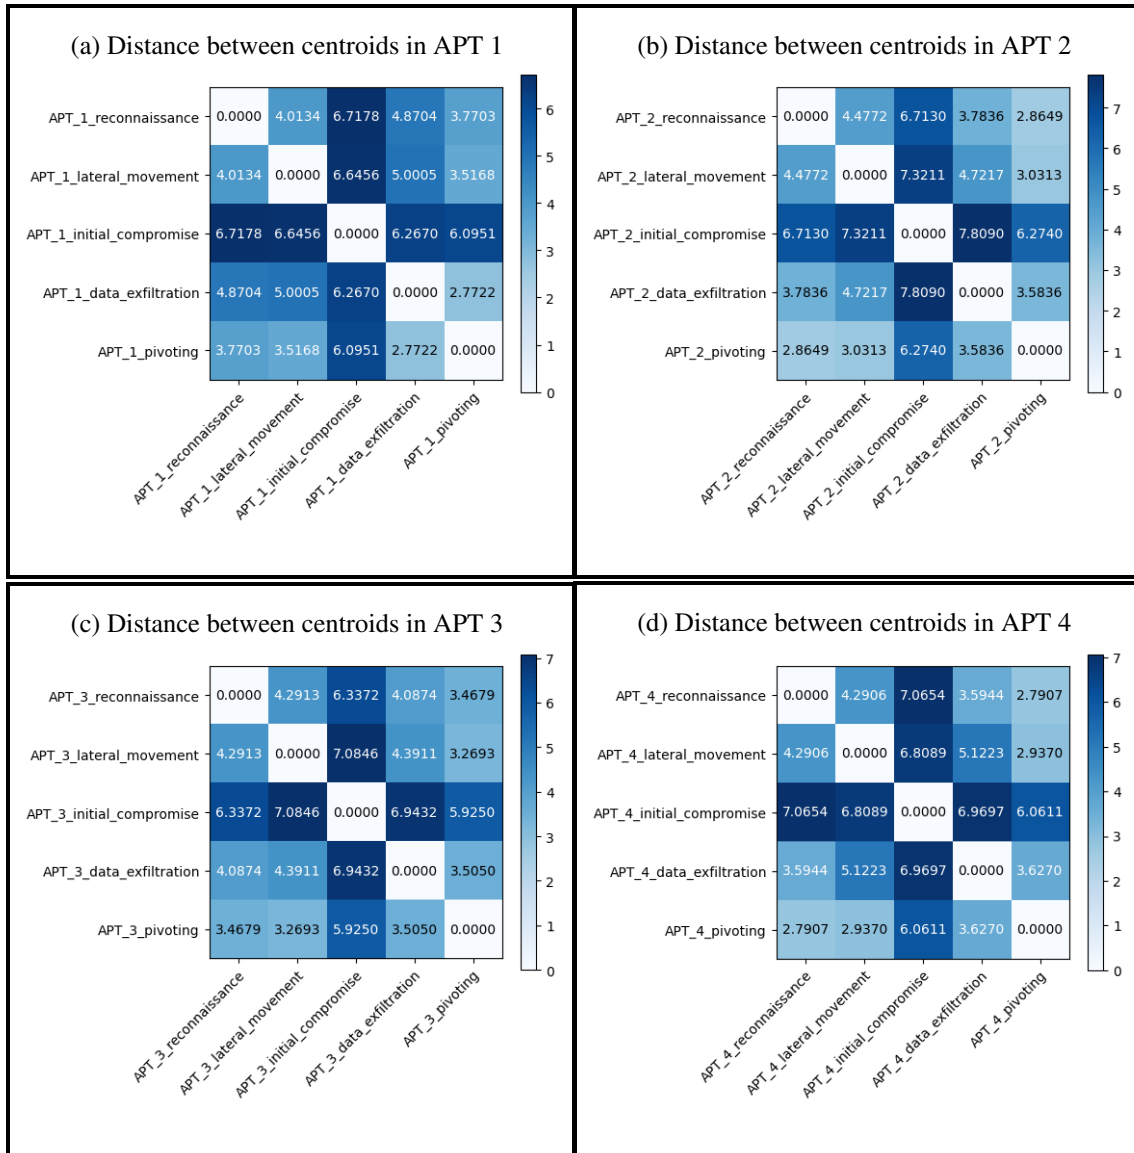 (a) Distance between centroids in APT 1
APT_1_reconnaissance 0.0000 4.0134 6.7178 4.8704 3.7703
APT_1_lateral_movement 4.0134 0.0000 6.6456 5.0005 3.5168
APT_1_initial_compromise 6.7178 6.6456 0.0000 6.2670 6.0951
APT_1_data_exfiltration 4.8704 5.0005 6.2670 0.0000 2.7722
APT_1_pivoting 3.7703 3.5168 6.0951 2.7722 0.0000
APT_1_reconnaissance
APT_1_lateral_movement
APT_1_initial_compromise
APT_1_data_exfiltration
APT_1_pivoting
6
5
4
3
2
1
0
(b) Distance between centroids in APT 2
APT_2_reconnaissance 0.0000 4.4772 6.7130 3.7836 2.8649
APT_2_lateral_movement 4.4772 0.0000 7.3211 4.7217 3.0313
APT_2_initial_compromise 6.7130 7.3211 0.0000 7.8090 6.2740
APT_2_data_exfiltration 3.7836 4.7217 7.8090 0.0000 3.5836
APT_2_pivoting 2.8649 3.0313 6.2740 3.5836 0.0000
APT_2_reconnaissance
APT_2_lateral_movement
APT_2_initial_compromise
APT_2_data_exfiltration
APT_2_pivoting
7
6
5
4
3
2
1
0
(c) Distance between centroids in APT 3
APT_3_reconnaissance 0.0000 4.2913 6.3372 4.0874 3.4679
APT_3_lateral_movement 4.2913 0.0000 7.0846 4.3911 3.2693
APT_3_initial_compromise 6.3372 7.0846 0.0000 6.9432 5.9250
APT_3_data_exfiltration 4.0874 4.3911 6.9432 0.0000 3.5050
APT_3_pivoting 3.4679 3.2693 5.9250 3.5050 0.0000
APT_3_reconnaissance
APT_3_lateral_movement
APT_3_initial_compromise
APT_3_data_exfiltration
APT_3_pivoting
7
6
5
4
3
2
1
0
(d) Distance between centroids in APT 4
APT_4_reconnaissance 0.0000 4.2906 7.0654 3.5944 2.7907
APT_4_lateral_movement 4.2906 0.0000 6.8089 5.1223 2.9370
APT_4_initial_compromise 7.0654 6.8089 0.0000 6.9697 6.0611
APT_4_data_exfiltration 3.5944 5.1223 6.9697 0.0000 3.6270
APT_4_pivoting 2.7907 2.9370 6.0611 3.6270 0.0000
APT_4_reconnaissance
APT_4_lateral_movement
APT_4_initial_compromise
APT_4_data_exfiltration
APT_4_pivoting
7
6
5
4
3
2
1
0